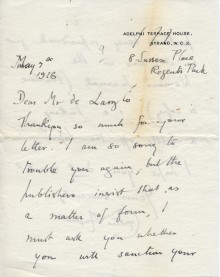 ADELPHI TERRACE HOUSE,
STRAND, W.C.2.
8 Sussex Place
Regents Park
May 7th
1918
Dear Mr de Laszlo
Thank you so much for your
letter. I am so sorry to
trouble you again, but the
publishers insist that, as
a matter of form, I
must ask you whether
you will sanction your